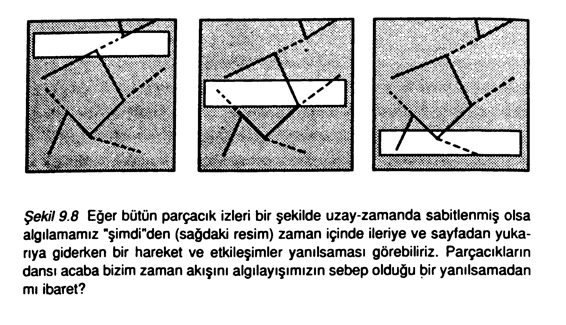 Şekil 9.8 Eğer bütün parçacık izleri bir şekilde uzay-zamanda sabitlenmiş olsa
algılamamız "şimdi"den (sağdaki resim) zaman içinde ileriye ve sayfadan yuka-
rıya giderken bir hareket ve etkileşimler yanılsaması görebiliriz. Parçacıkların
dansı acaba bizim zaman akışını algılayışımızın sebep olduğu bir yanılsamadan
mı ibaret?